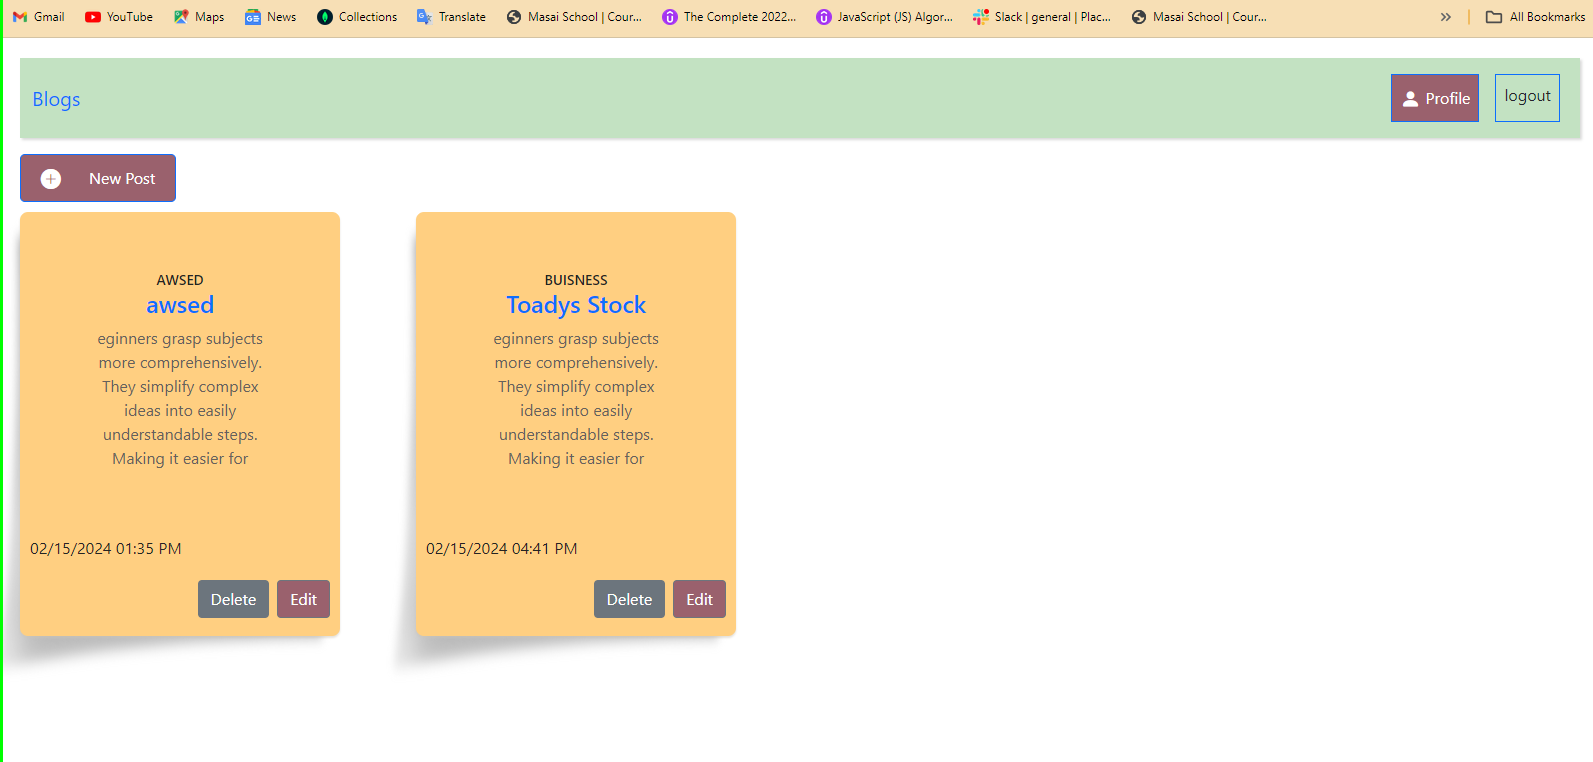 Gmail YouTube Maps News Collections Translate Masai School | Cour... The Complete 2022... JavaScript (JS) Algor... Slack | general | Plac... Masai School | Cour... » All Bookmarks
Blogs Profile logout
New Post
AWSED
awsed
eginners grasp subjects
more comprehensively.
They simplify complex
ideas into easily
understandable steps.
Making it easier for
02/15/2024 01:35 PM
Delete Edit
BUISNESS
Toadys Stock
eginners grasp subjects
more comprehensively.
They simplify complex
ideas into easily
understandable steps.
Making it easier for
02/15/2024 04:41 PM
Delete Edit